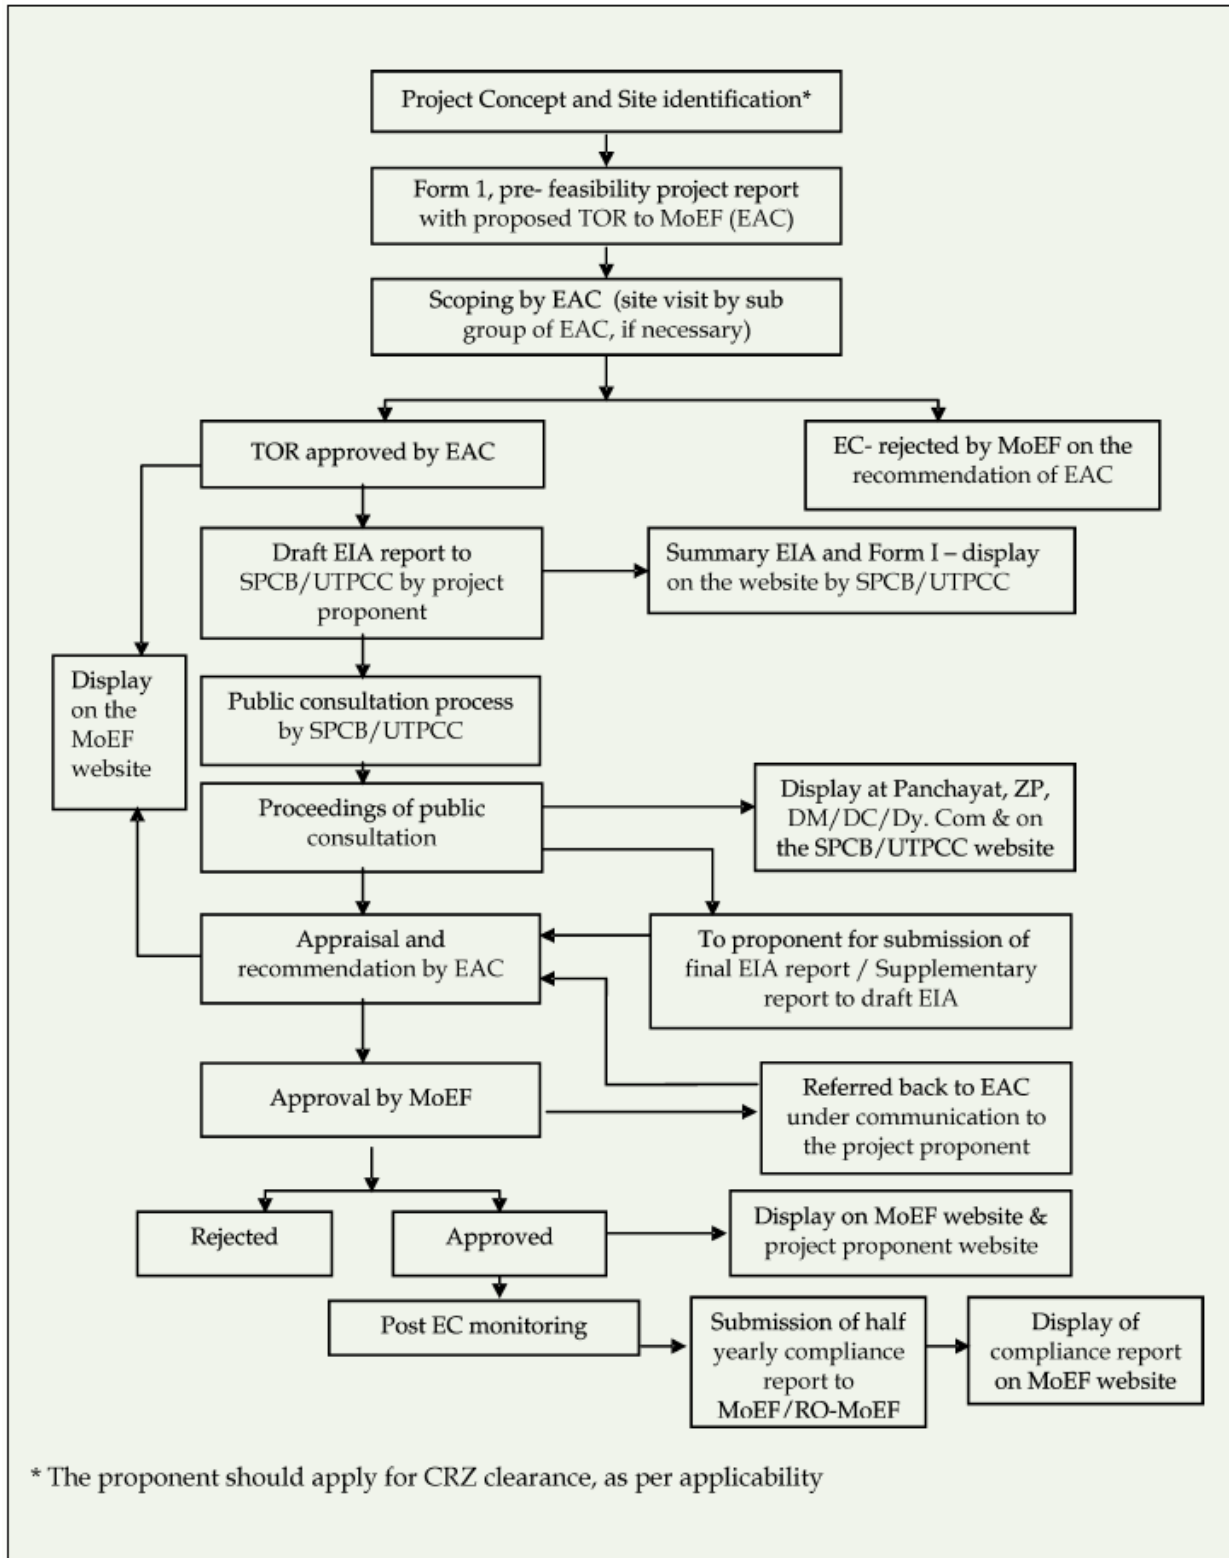 Project Concept and Site identification*
Form 1, pre- feasibility project report
with proposed TOR to MoEF (EAC)
Scoping by EAC (site visit by sub
group of EAC, if necessary)
TOR approved by EAC
EC- rejected by MoEF on the
recommendation of EAC
Draft EIA report to
SPCB/UTPCC by project
proponent
Summary EIA and Form I – display
on the website by SPCB/UTPCC
Display
on the
MoEF
website
Public consultation process
by SPCB/UTPCC
Proceedings of public
consultation
Display at Panchayat, ZP,
DM/DC/Dy. Com & on
the SPCB/UTPCC website
Appraisal and
recommendation by EAC
To proponent for submission of
final EIA report / Supplementary
report to draft EIA
Approval by MoEF
Referred back to EAC
under communication to
the project proponent
Rejected
Approved
Display on MoEF website &
project proponent website
Post EC monitoring
Submission of half
yearly compliance
report to
MoEF/RO-MoEF
Display of
compliance report
on MoEF website
* The proponent should apply for CRZ clearance, as per applicability